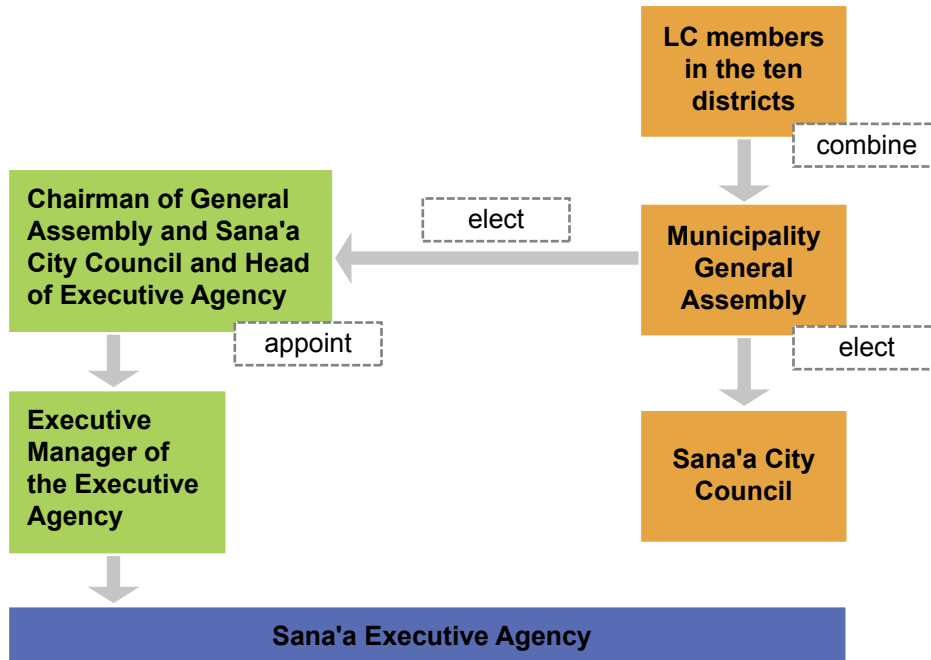 LC members
in the ten
districts
combine
Chairman of General
Assembly and Sana'a
City Council and Head
of Executive Agency
elect
Municipality
General
Assembly
appoint
elect
Executive
Manager of
the Executive
Agency
Sana'a City
Council
Sana'a Executive Agency